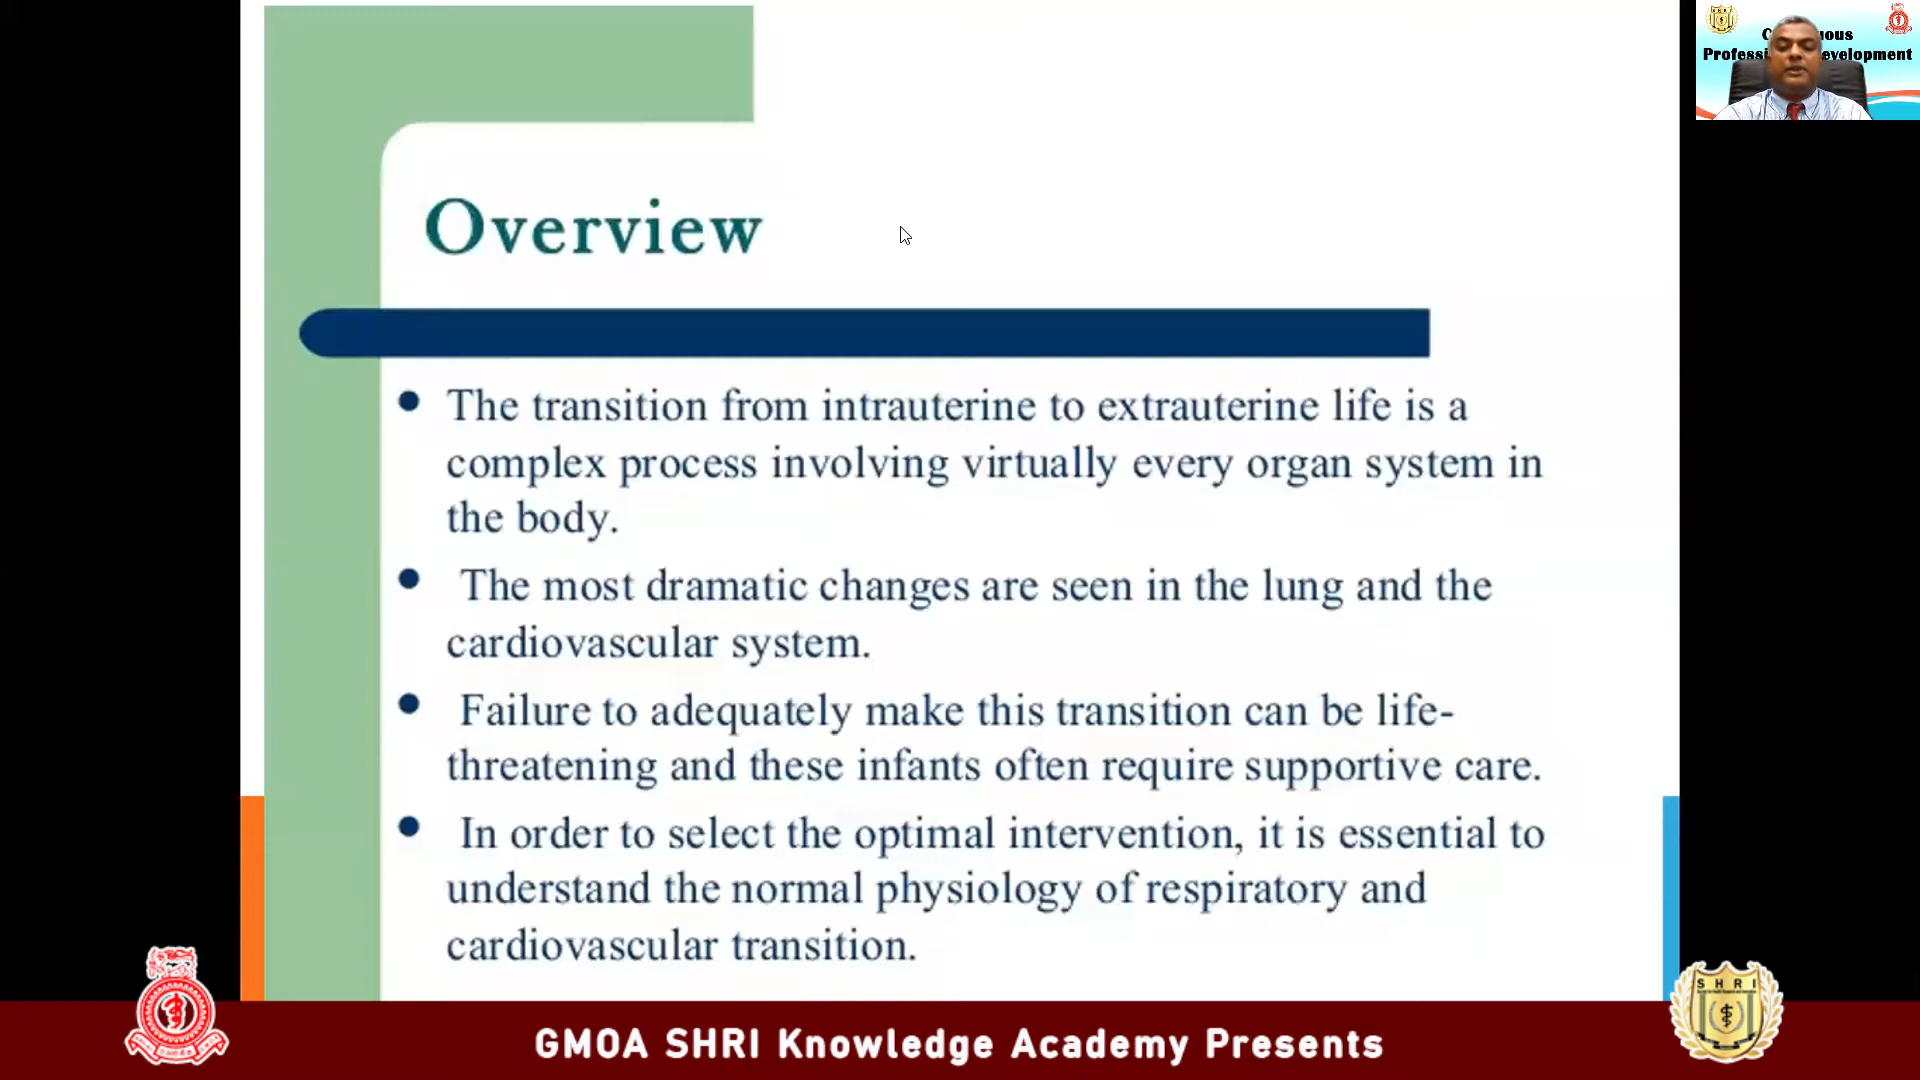 Overview
The transition from intrauterine to extrauterine life is a
complex process involving virtually every organ system in
the body.
The most dramatic changes are seen in the lung and the
cardiovascular system.
Failure to adequately make this transition can be life-
threatening and these infants often require supportive care.
In order to select the optimal intervention, it is essential to
understand the normal physiology of respiratory and
cardiovascular transition.
SHRI
GMOA SHRI Knowledge Academy Presents